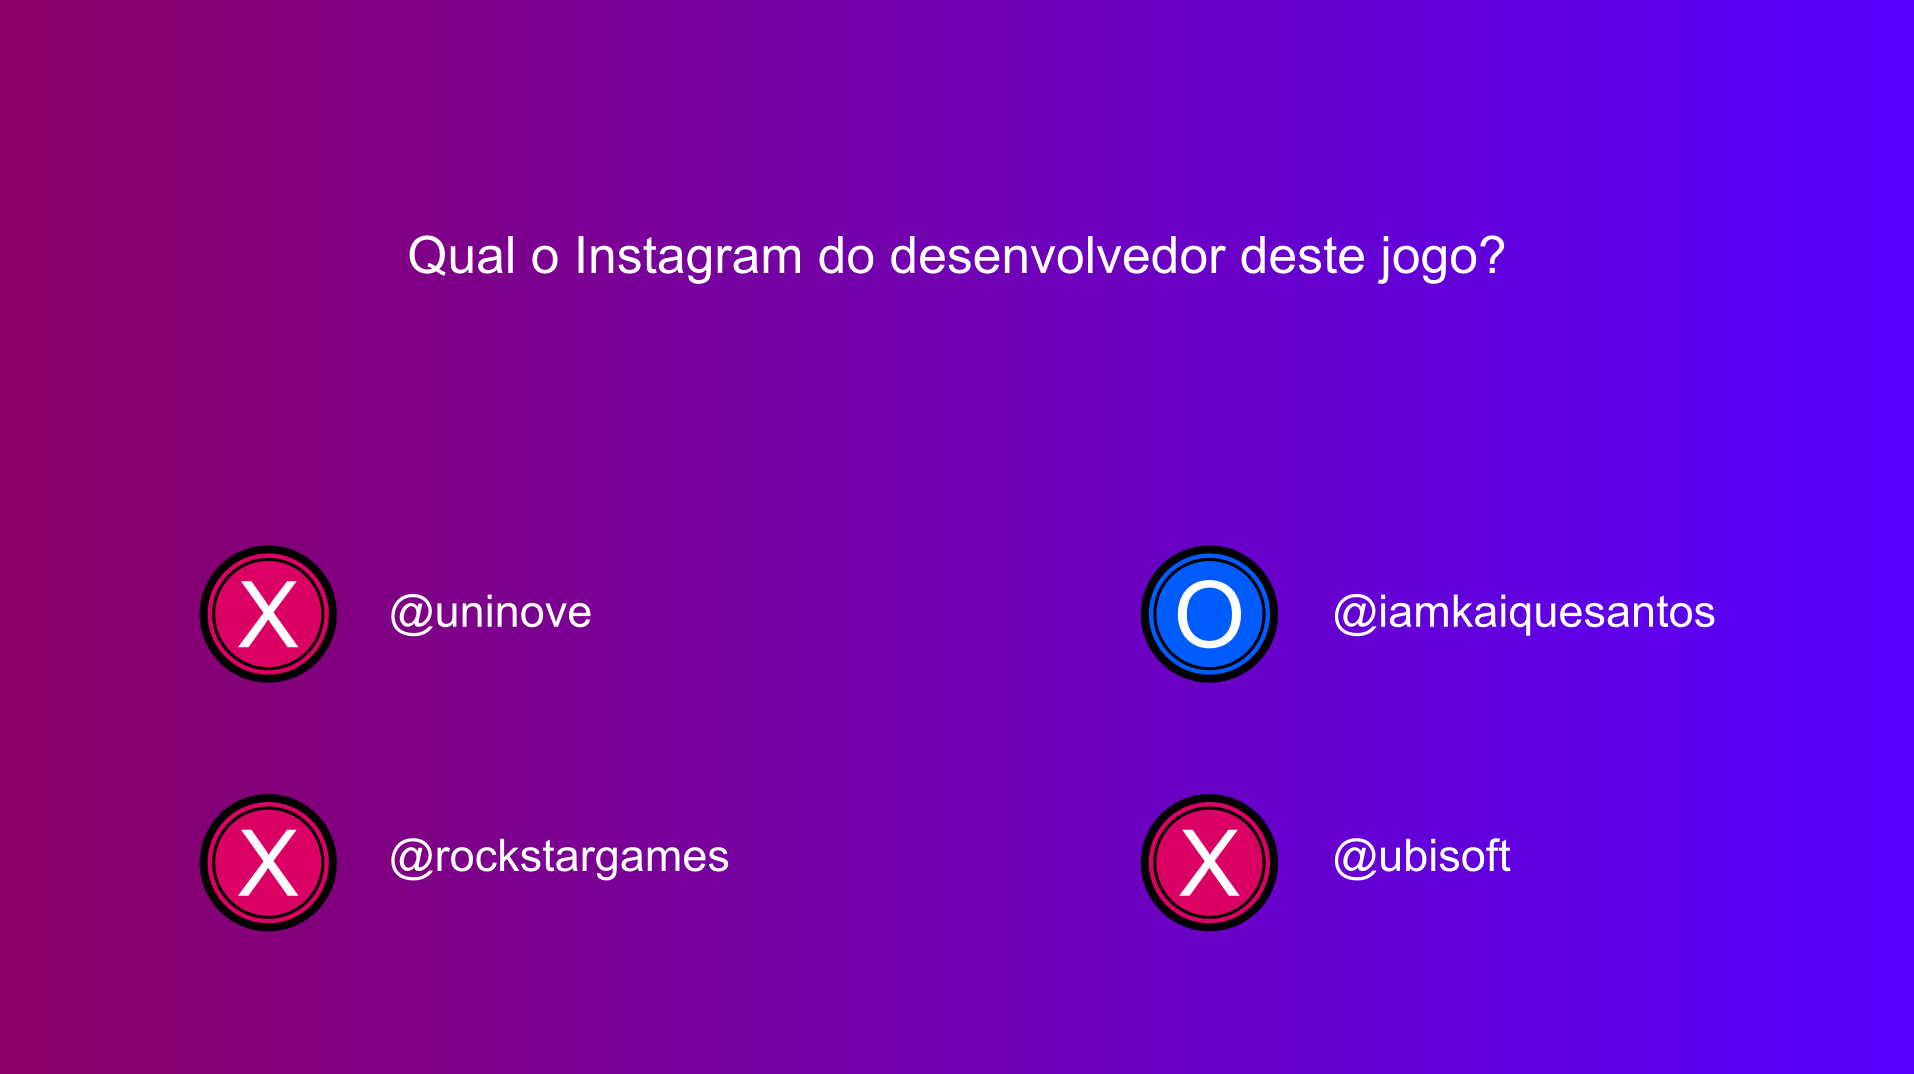 Qual o Instagram do desenvolvedor deste jogo?
X @uninove
O @iamkaiquesantos
X @rockstargames
X @ubisoft